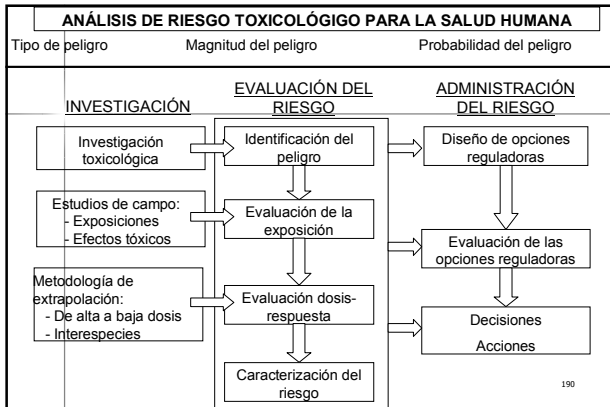 ANÁLISIS DE RIESGO TOXICOLÓGIGO PARA LA SALUD HUMANA
Tipo de peligro
Magnitud del peligro
Probabilidad del peligro
INVESTIGACIÓN
Investigación
toxicológica
Estudios de campo:
- Exposiciones
- Efectos tóxicos
Metodología de
extrapolación:
- De alta a baja dosis
- Interespecies
EVALUACIÓN DEL
RIESGO
Identificación del
peligro
Evaluación de la
exposición
Evaluación dosis-
respuesta
Caracterización del
riesgo
ADMINISTRACIÓN
DEL RIESGO
Diseño de opciones
reguladoras
Evaluación de las
opciones reguladoras
Decisiones
Acciones
190